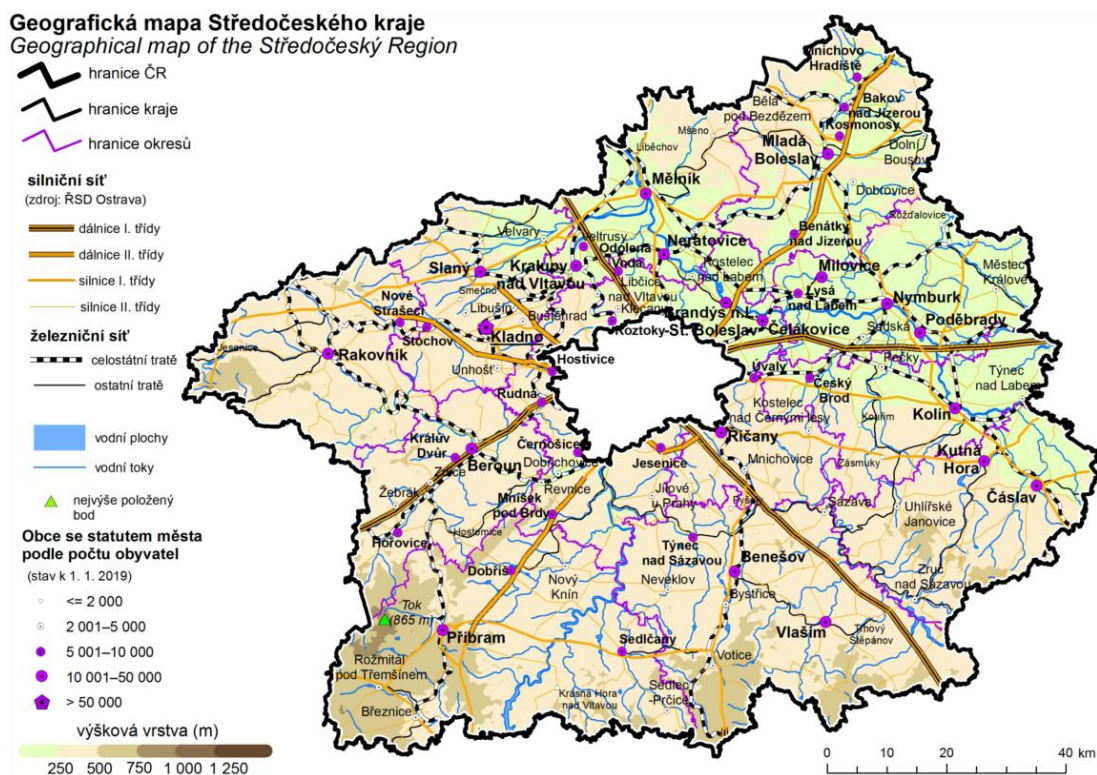 Geografická mapa Středočeského kraje
Geographical map of the Středočeský Region
hranice ČR
hranice kraje
hranice okresů
silniční síť
(zdroj: ŘSD Ostrava)
dálnice I. třídy
dálnice II. třídy
silnice I. třídy
silnice II. třídy
železniční síť
celostátní tratě
ostatní tratě
vodní plochy
vodní toky
nejvýše položený
bod
Obce se statutem města
podle počtu obyvatel
(stav k 1. 1. 2019)
<= 2 000
2 001–5 000
5 001–10 000
10 001–50 000
> 50 000
výšková vrstva (m)
250 500 750 1 000 1 250
Mnichovo
Hradiště
Bělá
pod Bezdězem
Bakov
nad Jizerou
Kosmonosy
Mšeno
Liběchov
Mladá
Boleslav
Dolní
Bousov
Mělník
Dobrovice
Rožďalovice
Velvary
Veltrusy
Odolena
Voda
Neratovice
Benátky
nad Jizerou
Slaný
Kralupy
nad Vltavou
Libčice
nad Vltavou
Kostelec
nad Labem
Milovice
Městec
Králové
Smečno
Lysá
nad Labem
Nymburk
Nové
Strašecí
Libušín
Buštěhrad
Klecany
Brandýs n.L.-
St. Boleslav
Čelákovice
Sadská
Poděbrady
Stochov
Kladno
Roztoky
Jesenice
Rakovník
Hostivice
Pečky
Unhošť
Úvaly
Český
Brod
Týnec
nad Labem
Rudná
Kostelec
nad Černými lesy
Kouřim
Kolín
Králův
Dvůr
Černošice
Říčany
Kutná
Hora
Beroun
Dobřichovice
Jesenice
Mnichovice
Zásmuky
Zdice
Řevnice
Čáslav
Žebrák
Mníšek
pod Brdy
Jílové
u Prahy
Pyšely
Sázava
Uhlířské
Janovice
Hostomice
Hořovice
Týnec
nad Sázavou
Benešov
Zruč
nad Sázavou
Dobříš
Nový
Knín
Neveklov
Bystřice
Tok
(865 m)
Příbram
Sedlčany
Vlašim
Trhový
Štěpánov
Rožmitál
pod Třemšínem
Votice
Sedlec
-Prčice
Krásná Hora
nad Vltavou
Březnice
0 10 20 40 km